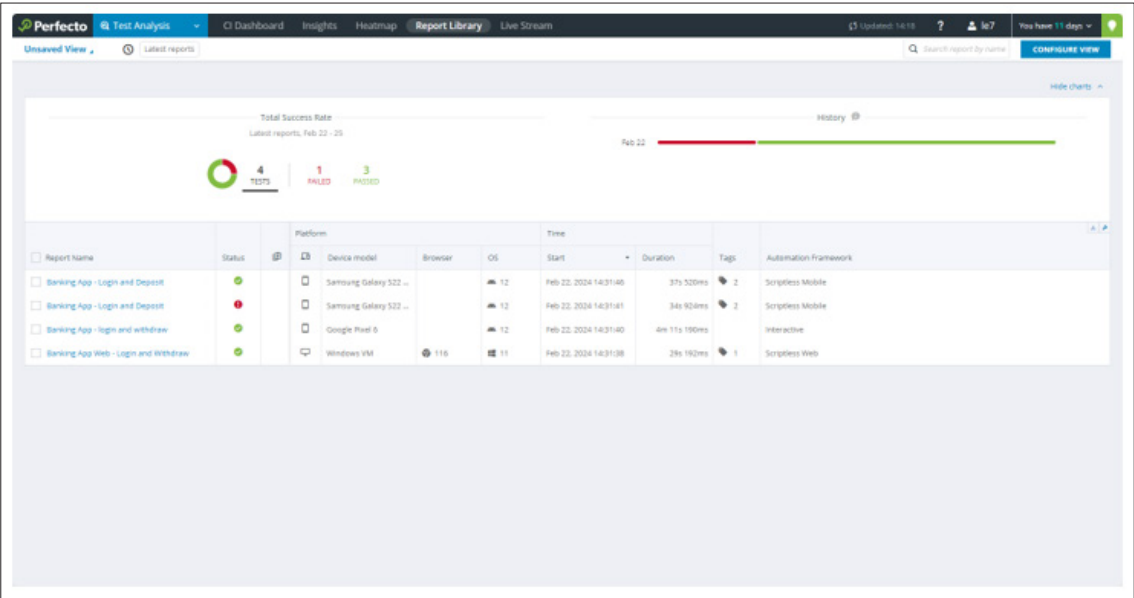 Perfecto Test Analysis CI Dashboard Insights Heatmap Report Library Live Stream Updated: 14:18 ? le7 You have 11 days
Unsaved View Latest reports Search report by name CONFIGURE VIEW
Hide charts
Total Success Rate History
Latest reports, Feb 22 - 25
Feb 22
4 1 3
TESTS FAILED PASSED
Platform Time
Report Name Status Device model Browser OS Start Duration Tags Automation Framework
Banking App - Login and Deposit Samsung Galaxy S22 ... 12 Feb 22, 2024 14:31:46 37s 520ms 2 Scriptless Mobile
Banking App - Login and Deposit Samsung Galaxy S22 ... 12 Feb 22, 2024 14:31:41 34s 924ms 2 Scriptless Mobile
Banking App - login and withdraw Google Pixel 6 12 Feb 22, 2024 14:31:40 4m 11s 190ms Interactive
Banking App Web - Login and Withdraw Windows VM 116 11 Feb 22, 2024 14:31:38 29s 192ms 1 Scriptless Web